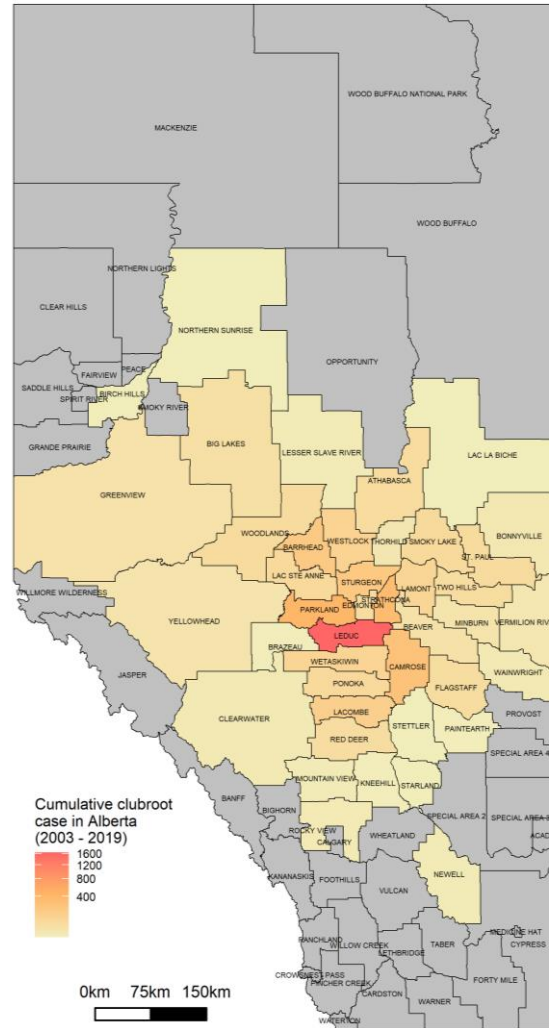 WOOD BUFFALO NATIONAL PARK
MACKENZIE
WOOD BUFFALO
NORTHERN LIGHTS
CLEAR HILLS
NORTHERN SUNRISE
OPPORTUNITY
PEACE
FAIRVIEW
SADDLE HILLS
BIRCH HILLS
SPIRIT RIVER
SMOKY RIVER
GRANDE PRAIRIE
BIG LAKES
LESSER SLAVE RIVER
LAC LA BICHE
ATHABASCA
GREENVIEW
WOODLANDS
WESTLOCK
THORHILD
SMOKY LAKE
BONNYVILLE
BARRHEAD
ST. PAUL
LAC STE ANNE
STURGEON
WILLMORE WILDERNESS
LAMONT
TWO HILLS
STRATHCONA
PARKLAND
EDMONTON
YELLOWHEAD
BEAVER
MINBURN
VERMILION RIV
LEDUC
BRAZEAU
WETASKIWIN
CAMROSE
WAINWRIGHT
JASPER
PONOKA
FLAGSTAFF
CLEARWATER
LACOMBE
STETTLER
PAINTEARTH
PROVOST
RED DEER
SPECIAL AREA 4
MOUNTAIN VIEW
KNEEHILL
STARLAND
BANFF
BIGHORN
SPECIAL AREA 2
SPECIAL AREA 3
ACAD
ROCKY VIEW
CALGARY
WHEATLAND
NEWELL
KANANASKIS
FOOTHILLS
VULCAN
MEDICINE HAT
CYPRESS
RANCHLAND
WILLOW CREEK
LETHBRIDGE
TABER
CROWSNEST PASS
PINCHER CREEK
FORTY MILE
CARDSTON
WARNER
WATERTON
Cumulative clubroot
case in Alberta
(2003 - 2019)
1600
1200
800
400
0km 75km 150km